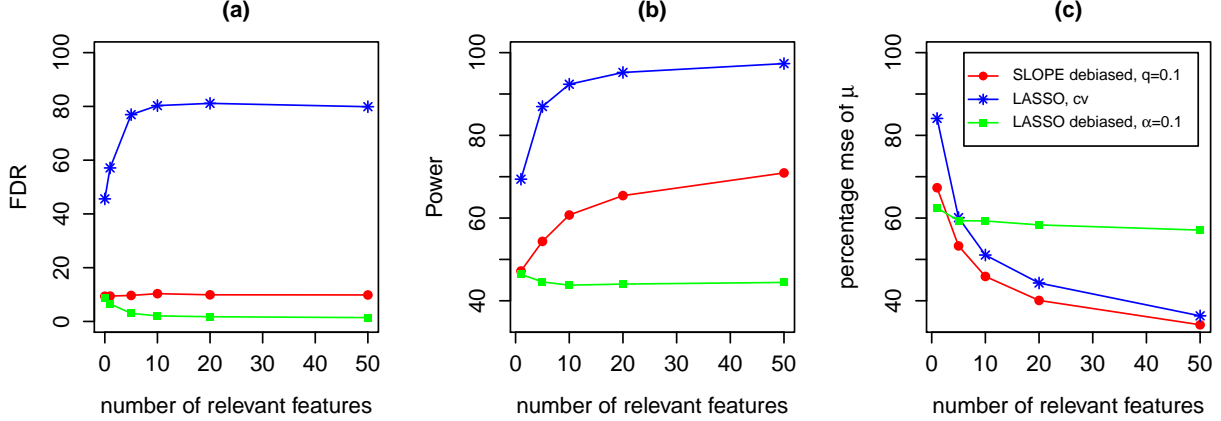 (a)
FDR
100
80
60
40
20
0
0 10 20 30 40 50
number of relevant features
(b)
Power
100
80
60
40
0 10 20 30 40 50
number of relevant features
(c)
percentage mse of μ
100
80
60
40
0 10 20 30 40 50
number of relevant features
SLOPE debiased, q=0.1
LASSO, cv
LASSO debiased, α=0.1